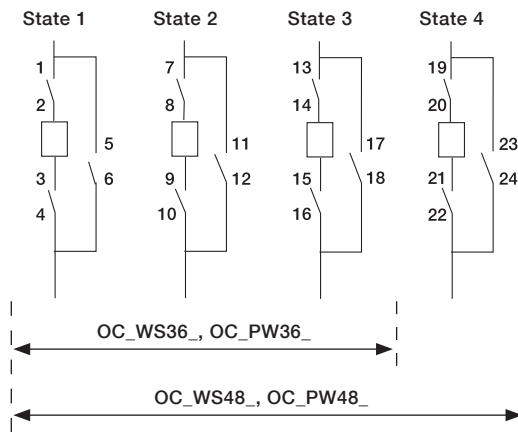 State 1 State 2 State 3 State 4
1 7 13 19
2 8 14 20
5 11 17 23
3 6 9 12 15 18 21 24
4 10 16 22
OC_WS36_, OC_PW36_
OC_WS48_, OC_PW48_